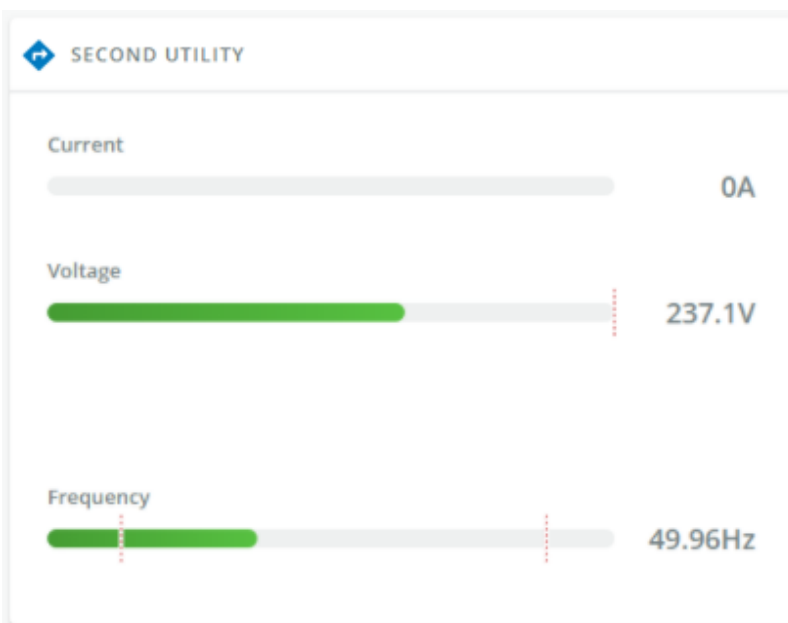 SECOND UTILITY
Current
0A
Voltage
237.1V
Frequency
49.96Hz